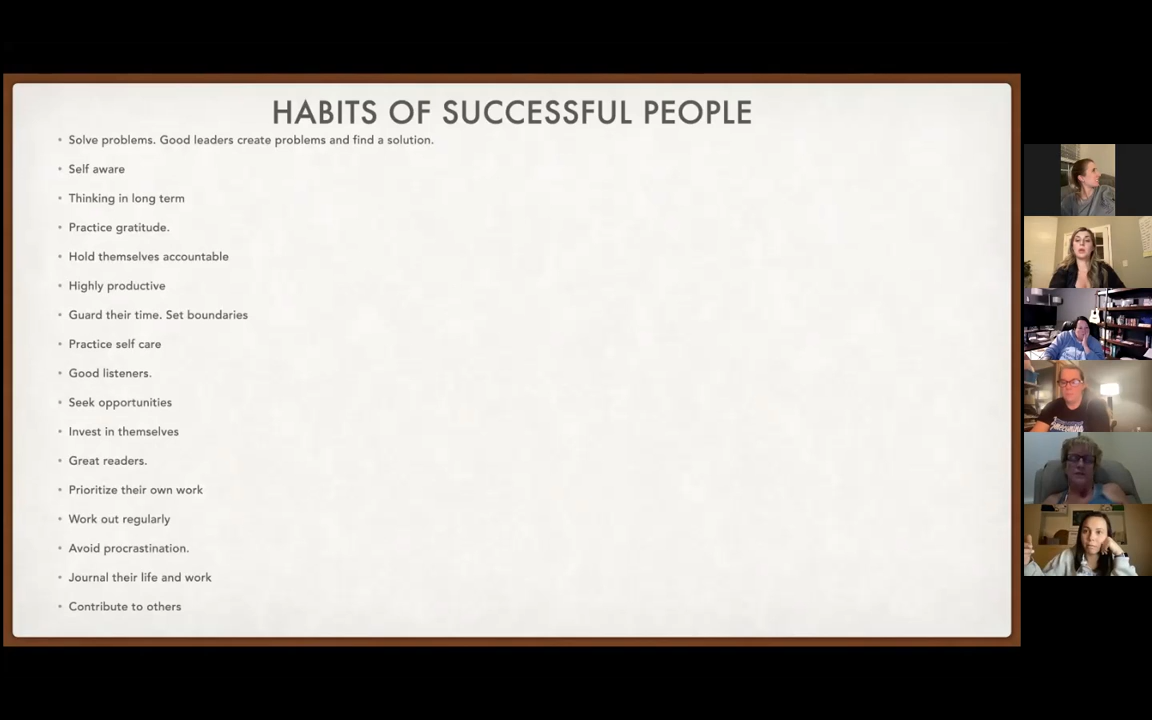 HABITS OF SUCCESSFUL PEOPLE
• Solve problems. Good leaders create problems and find a solution.
• Self aware
• Thinking in long term
• Practice gratitude.
• Hold themselves accountable
• Highly productive
• Guard their time. Set boundaries
• Practice self care
• Good listeners.
• Seek opportunities
• Invest in themselves
• Great readers.
• Prioritize their own work
• Work out regularly
• Avoid procrastination.
• Journal their life and work
• Contribute to others